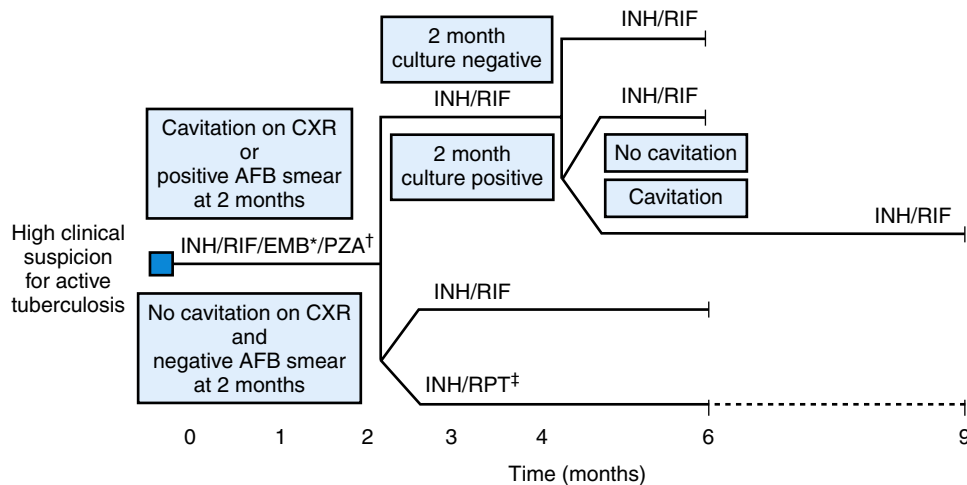 INH/RIF
2 month
culture negative
INH/RIF
INH/RIF
Cavitation on CXR
or
positive AFB smear
at 2 months
2 month
culture positive
No cavitation
Cavitation
INH/RIF
High clinical
suspicion
for active
tuberculosis
INH/RIF/EMB*/PZA†
No cavitation on CXR
and
negative AFB smear
at 2 months
INH/RIF
INH/RPT‡
0 1 2 3 4 6 9
Time (months)